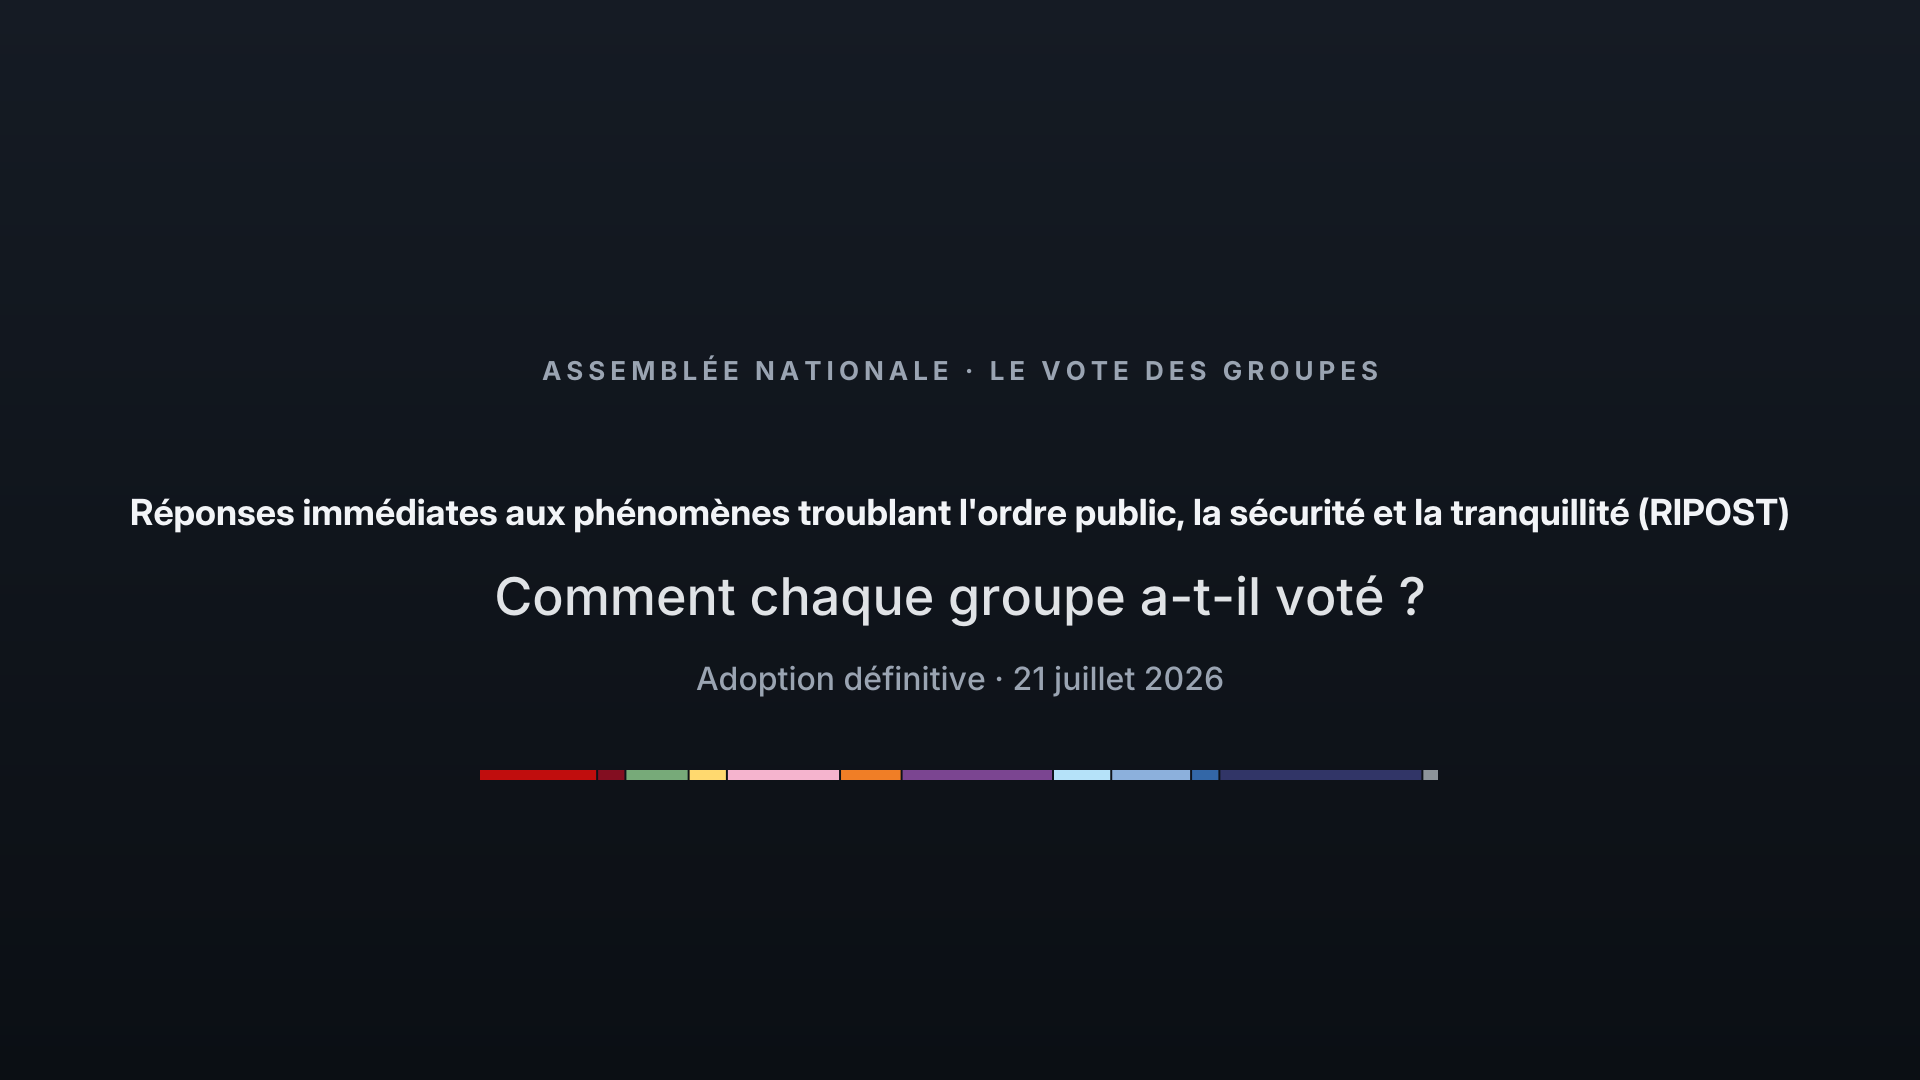 ASSEMBLÉE NATIONALE · LE VOTE DES GROUPES
Réponses immédiates aux phénomènes troublant l'ordre public, la sécurité et la tranquillité (RIPOST)
Comment chaque groupe a-t-il voté ?
Adoption définitive · 21 juillet 2026